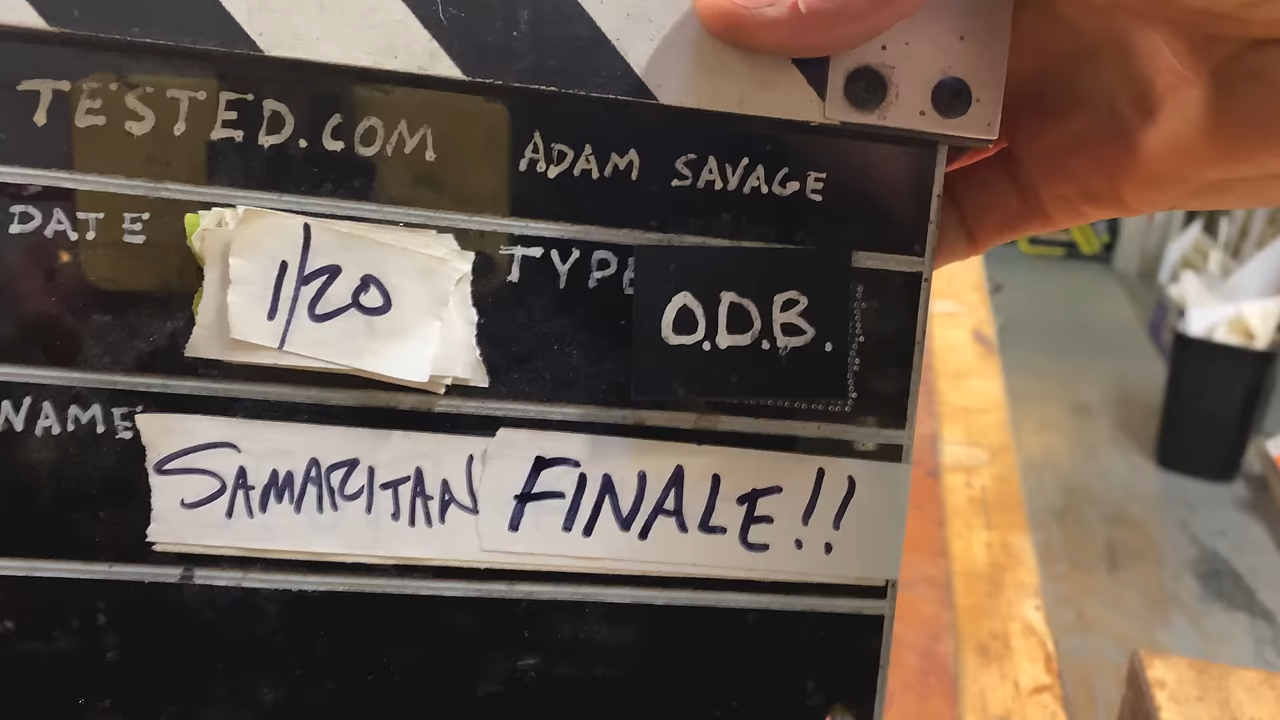 TESTED.COM ADAM SAVAGE
DATE 1/20 TYPE O.D.B.
NAME SAMARITAN FINALE!!